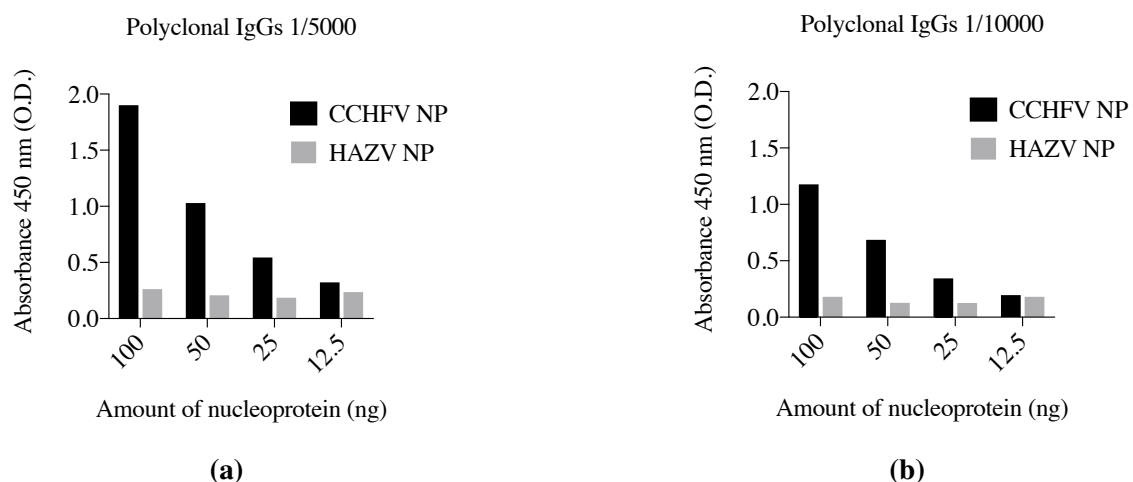 Polyclonal IgGs 1/5000
Absorbance 450 nm (O.D.)
2.0
1.5
1.0
0.5
0.0
CCHFV NP
HAZV NP
100
50
25
12.5
Amount of nucleoprotein (ng)
(a)
Polyclonal IgGs 1/10000
Absorbance 450 nm (O.D.)
2.0
1.5
1.0
0.5
0.0
CCHFV NP
HAZV NP
100
50
25
12.5
Amount of nucleoprotein (ng)
(b)